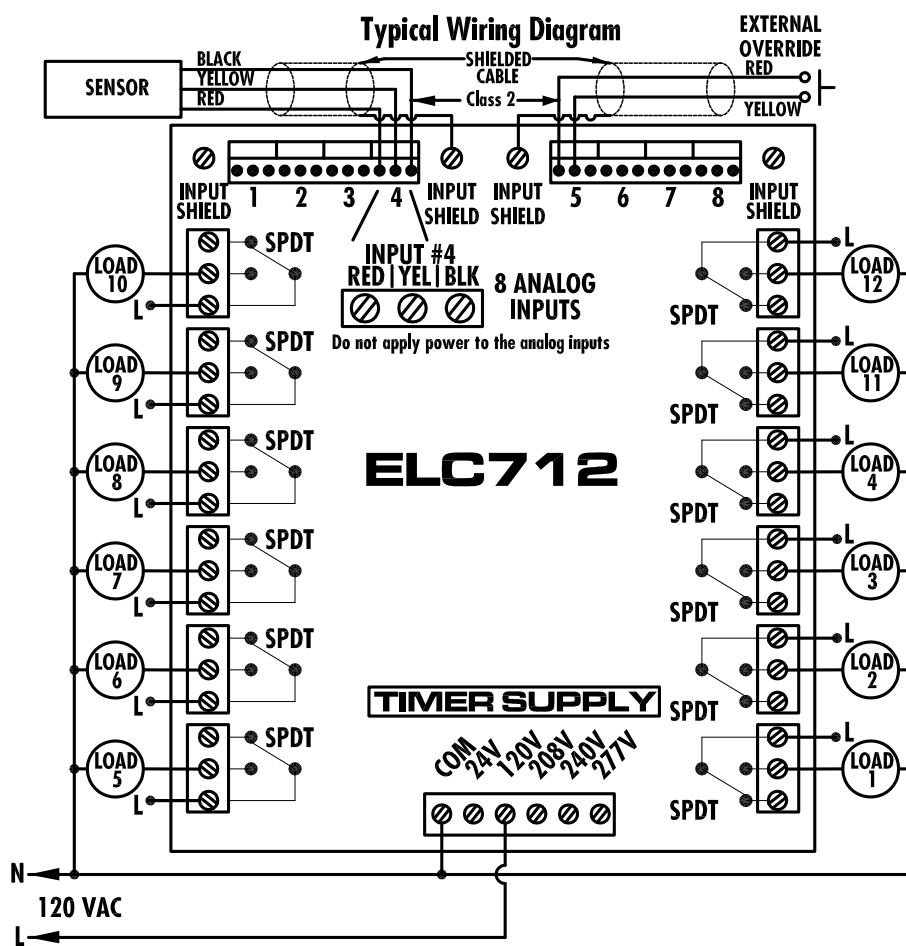 Typical Wiring Diagram
EXTERNAL
OVERRIDE
BLACK
YELLOW
RED
SENSOR
SHIELDED
CABLE
Class 2
RED
YELLOW
INPUT
SHIELD
1 2 3 4
INPUT
SHIELD
INPUT
SHIELD
5 6 7 8
INPUT
SHIELD
INPUT #4
RED | YEL | BLK
8 ANALOG
INPUTS
Do not apply power to the analog inputs
LOAD
10
L
SPDT
LOAD
9
L
SPDT
LOAD
8
L
SPDT
LOAD
7
L
SPDT
LOAD
6
L
SPDT
LOAD
5
L
SPDT
ELC712
L
LOAD
12
SPDT
L
LOAD
11
SPDT
L
LOAD
4
SPDT
L
LOAD
3
SPDT
L
LOAD
2
SPDT
L
LOAD
1
SPDT
TIMER SUPPLY
COM 24V 120V 208V 240V 277V
N
120 VAC
L